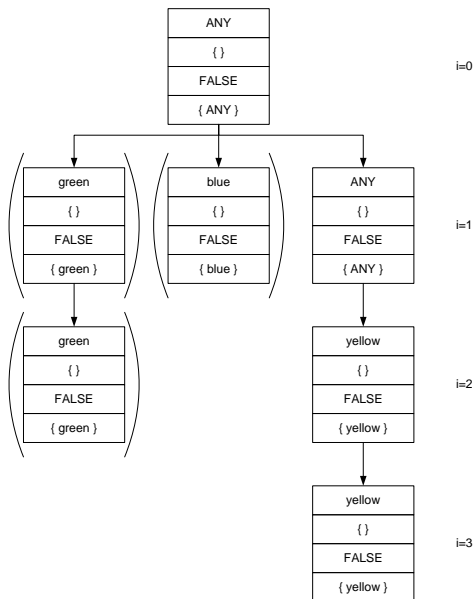 ANY
{ }
FALSE
{ ANY }
i=0
green
{ }
FALSE
{ green }
blue
{ }
FALSE
{ blue }
ANY
{ }
FALSE
{ ANY }
i=1
green
{ }
FALSE
{ green }
yellow
{ }
FALSE
{ yellow }
i=2
yellow
{ }
FALSE
{ yellow }
i=3